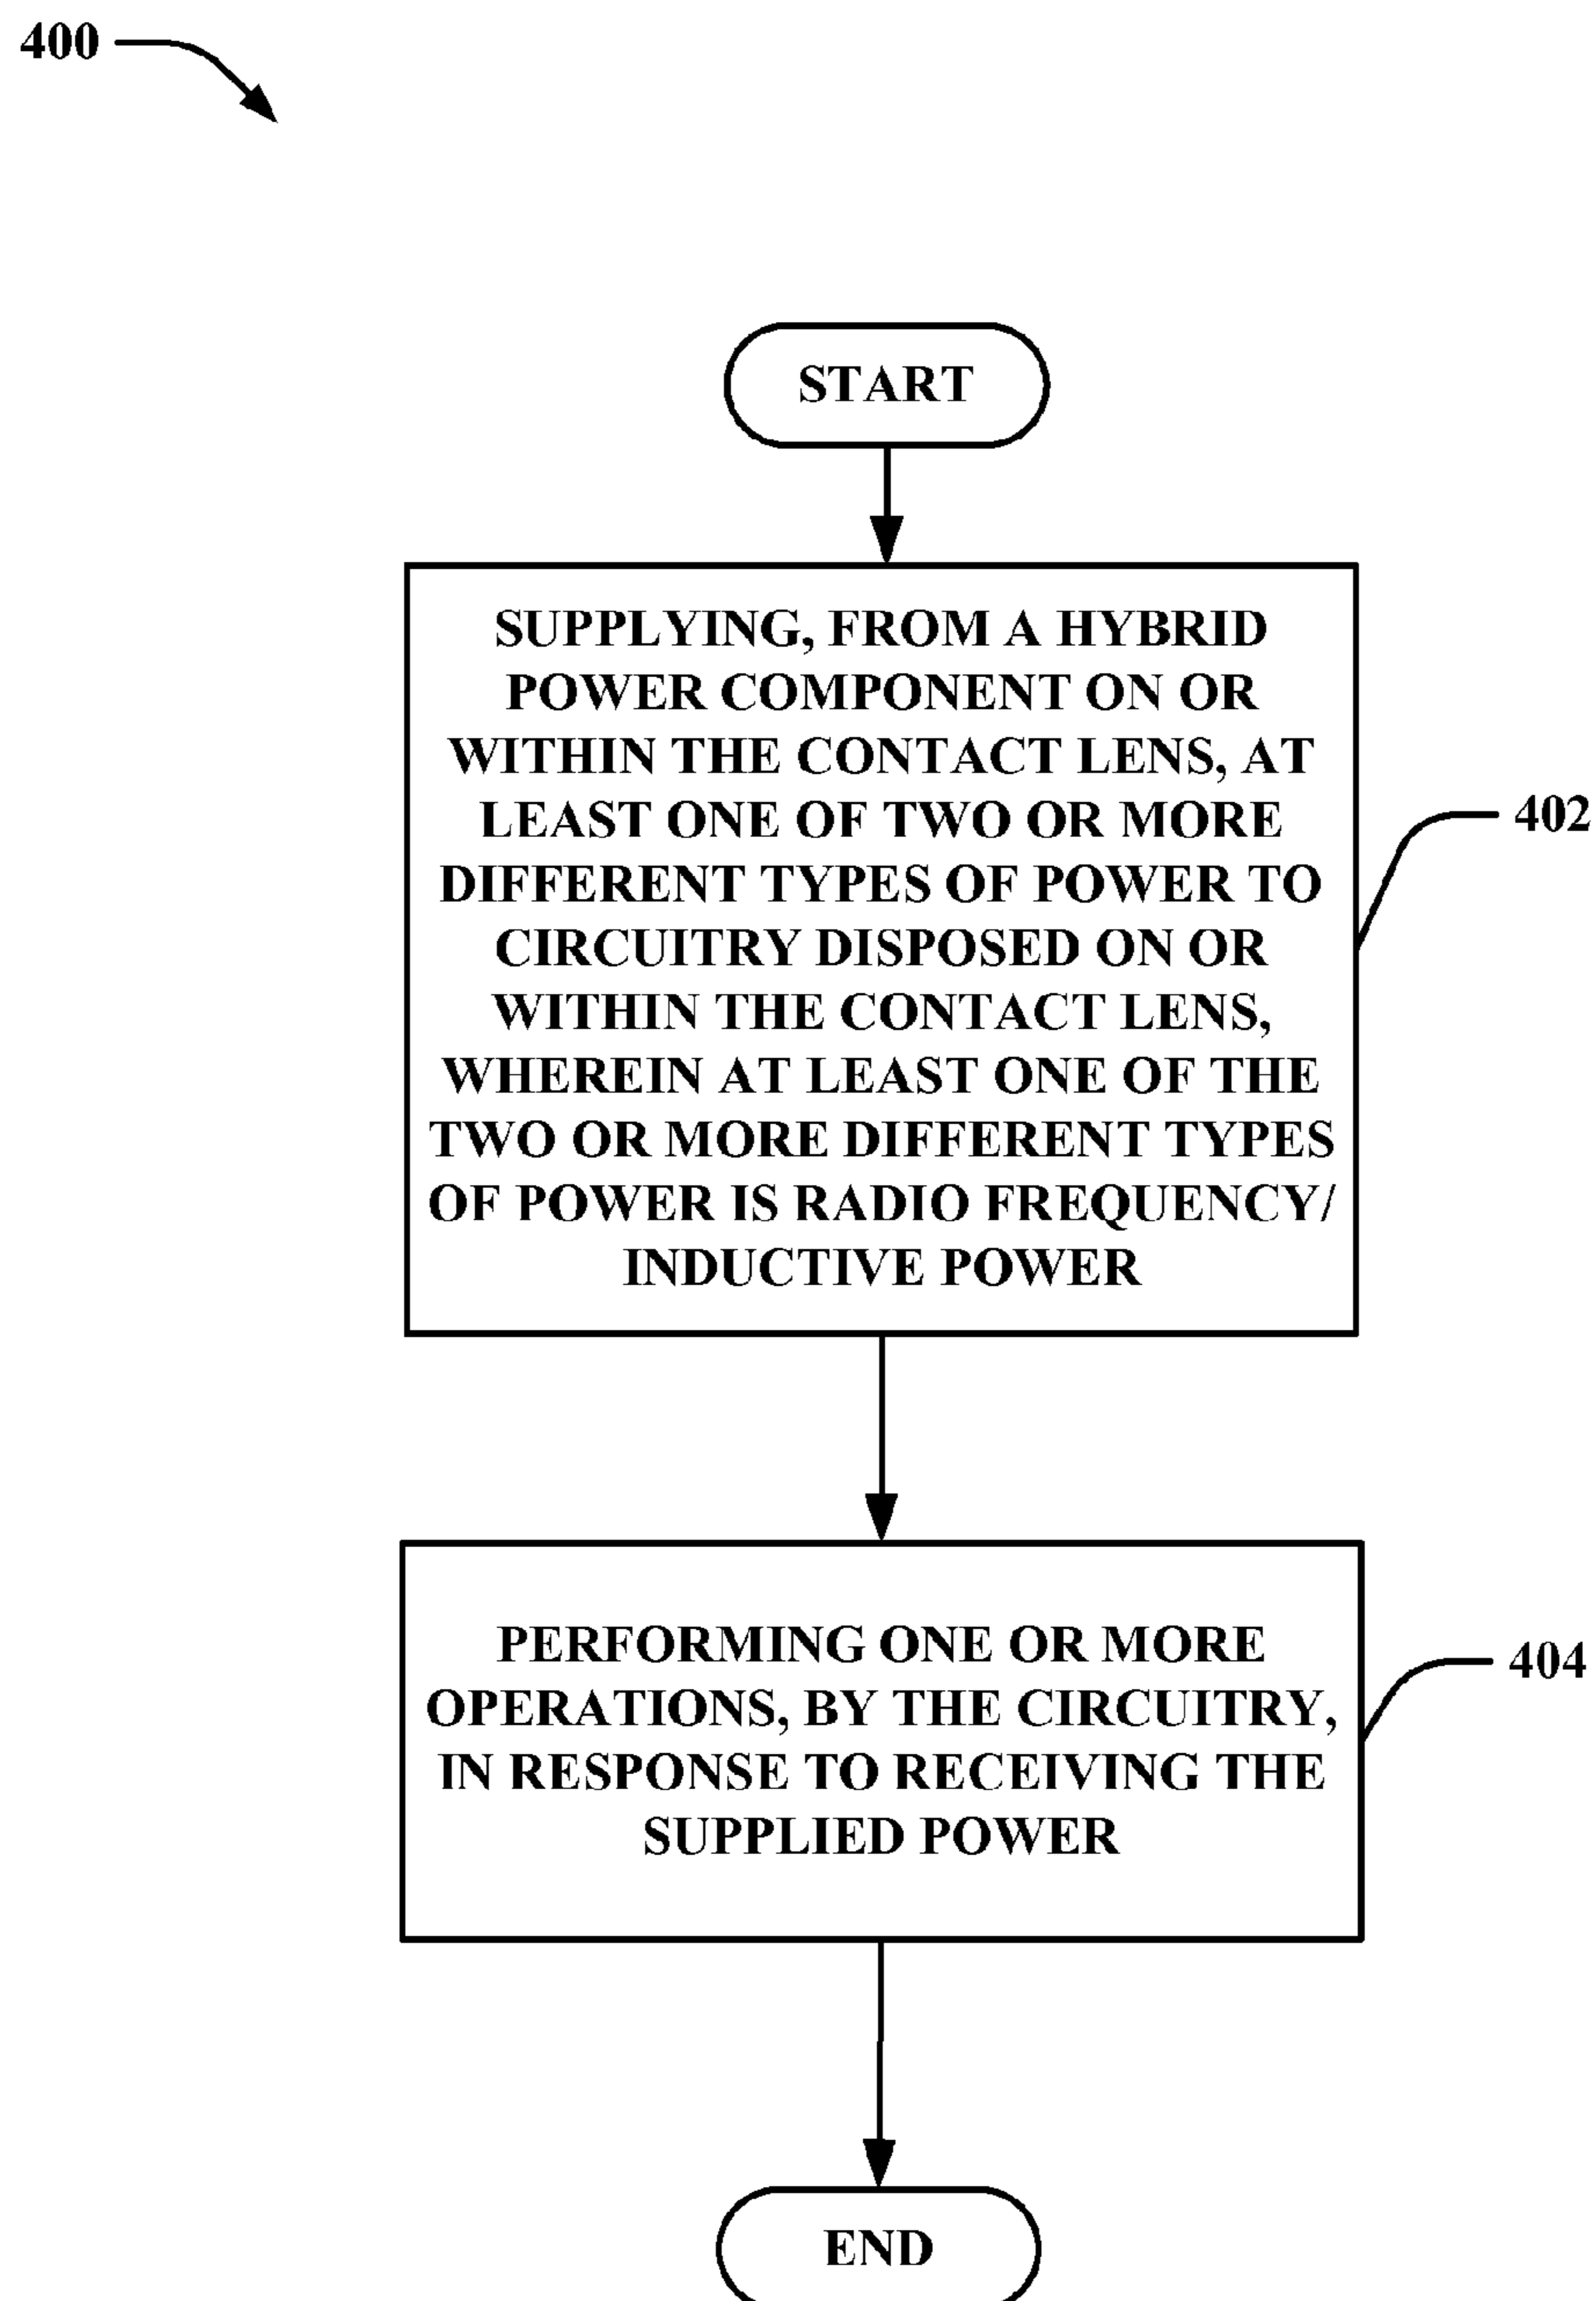 400
START
SUPPLYING, FROM A HYBRID
POWER COMPONENT ON OR
WITHIN THE CONTACT LENS, AT
LEAST ONE OF TWO OR MORE
DIFFERENT TYPES OF POWER TO
CIRCUITRY DISPOSED ON OR
WITHIN THE CONTACT LENS,
WHEREIN AT LEAST ONE OF THE
TWO OR MORE DIFFERENT TYPES
OF POWER IS RADIO FREQUENCY/
INDUCTIVE POWER
402
PERFORMING ONE OR MORE
OPERATIONS, BY THE CIRCUITRY,
IN RESPONSE TO RECEIVING THE
SUPPLIED POWER
404
END